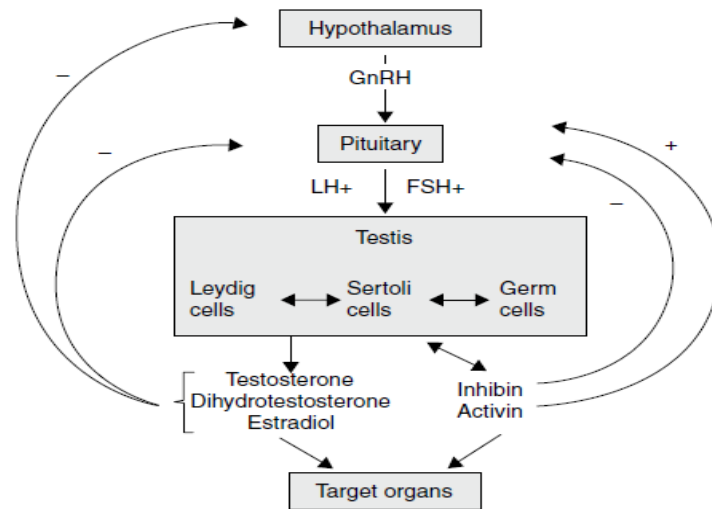 Hypothalamus
–
GnRH
–
Pituitary
+
LH+ FSH+
–
Testis
Leydig Sertoli Germ
cells cells cells
Testosterone
Dihydrotestosterone
Estradiol
Inhibin
Activin
Target organs